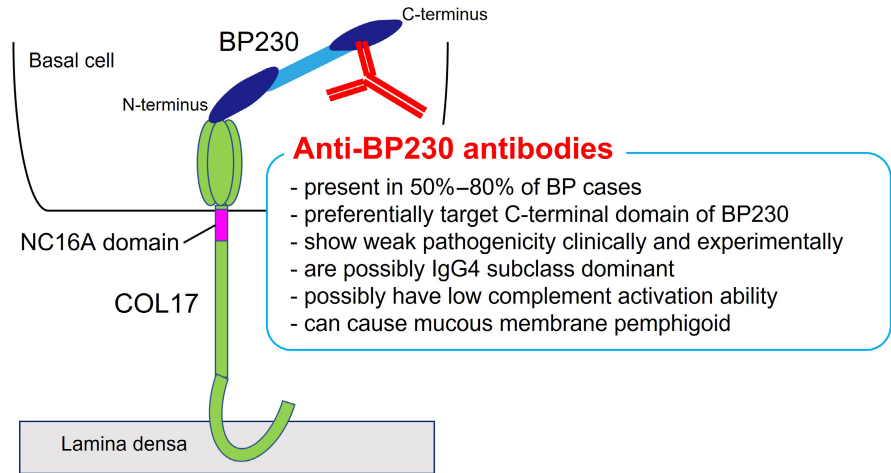 C-terminus
BP230
Basal cell
N-terminus
Anti-BP230 antibodies
- present in 50%–80% of BP cases
- preferentially target C-terminal domain of BP230
- show weak pathogenicity clinically and experimentally
- are possibly IgG4 subclass dominant
- possibly have low complement activation ability
- can cause mucous membrane pemphigoid
NC16A domain
COL17
Lamina densa